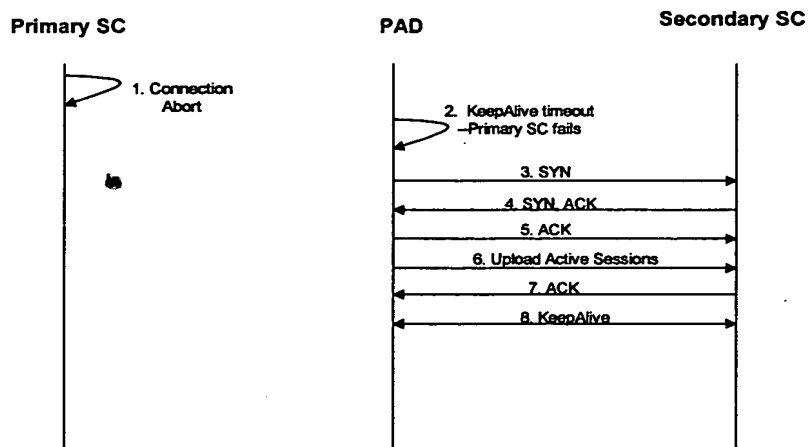 Primary SC
PAD
Secondary SC
1. Connection
Abort
2. KeepAlive timeout
–Primary SC fails
3. SYN
4. SYN, ACK
5. ACK
6. Upload Active Sessions
7. ACK
8. KeepAlive